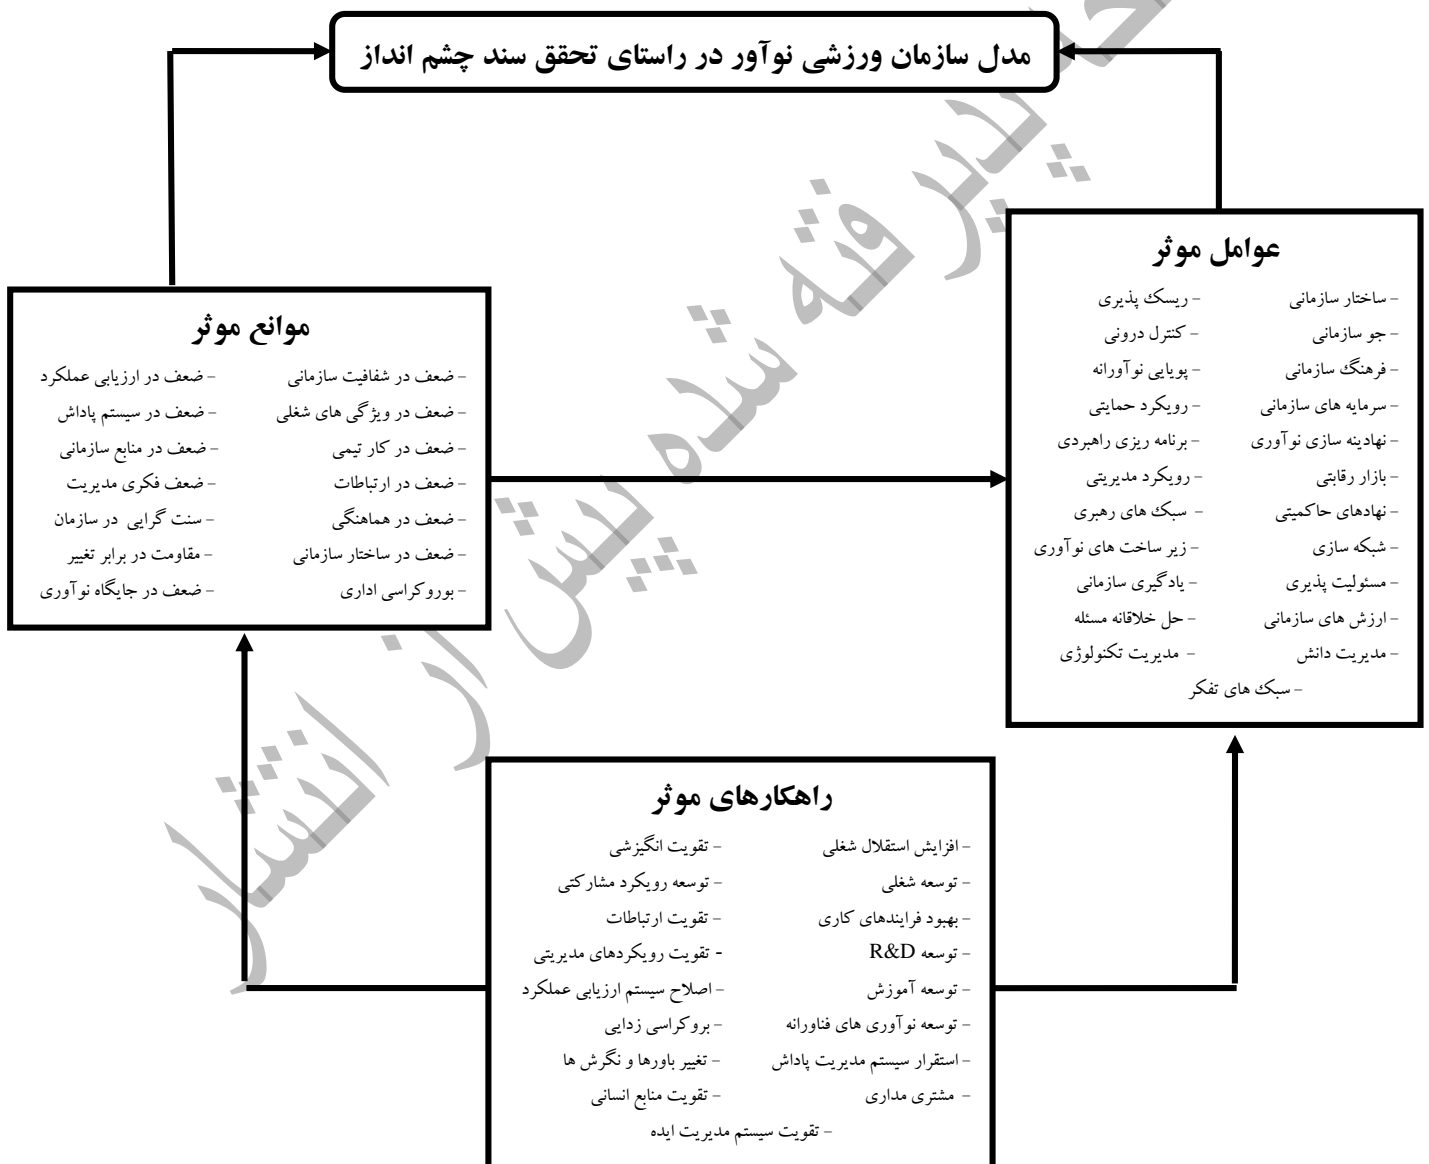 مدل سازمان ورزشی نوآور در راستای تحقق سند چشم انداز
عوامل موثر
- ساختار سازمانی - ریسک پذیری
- جو سازمانی - کنترل درونی
- فرهنگ سازمانی - پویایی نوآورانه
- سرمایه های سازمانی - رویکرد حمایتی
- نهادینه سازی نوآوری - برنامه ریزی راهبردی
- بازار رقابتی - رویکرد مدیریتی
- نهادهای حاکمیتی - سبک های رهبری
- شبکه سازی - زیر ساخت های نوآوری
- مسئولیت پذیری - یادگیری سازمانی
- ارزش های سازمانی - حل خلاقانه مسئله
- مدیریت دانش - مدیریت تکنولوژی
- سبک های تفکر
موانع موثر
- ضعف در شفافیت سازمانی - ضعف در ارزیابی عملکرد
- ضعف در ویژگی های شغلی - ضعف در سیستم پاداش
- ضعف در کار تیمی - ضعف در منابع سازمانی
- ضعف در ارتباطات - ضعف فکری مدیریت
- ضعف در هماهنگی - سنت گرایی در سازمان
- ضعف در ساختار سازمانی - مقاومت در برابر تغییر
- بوروکراسی اداری - ضعف در جایگاه نوآوری
راهکارهای موثر
- افزایش استقلال شغلی - تقویت انگیزشی
- توسعه شغلی - توسعه رویکرد مشارکتی
- بهبود فرایندهای کاری - تقویت ارتباطات
- توسعه R&D - تقویت رویکردهای مدیریتی
- توسعه آموزش - اصلاح سیستم ارزیابی عملکرد
- توسعه نوآوری های فناورانه - بروکراسی زدایی
- استقرار سیستم مدیریت پاداش - تغییر باورها و نگرش ها
- مشتری مداری - تقویت منابع انسانی
- تقویت سیستم مدیریت ایده
پذیرفته شده پیش از انتشار